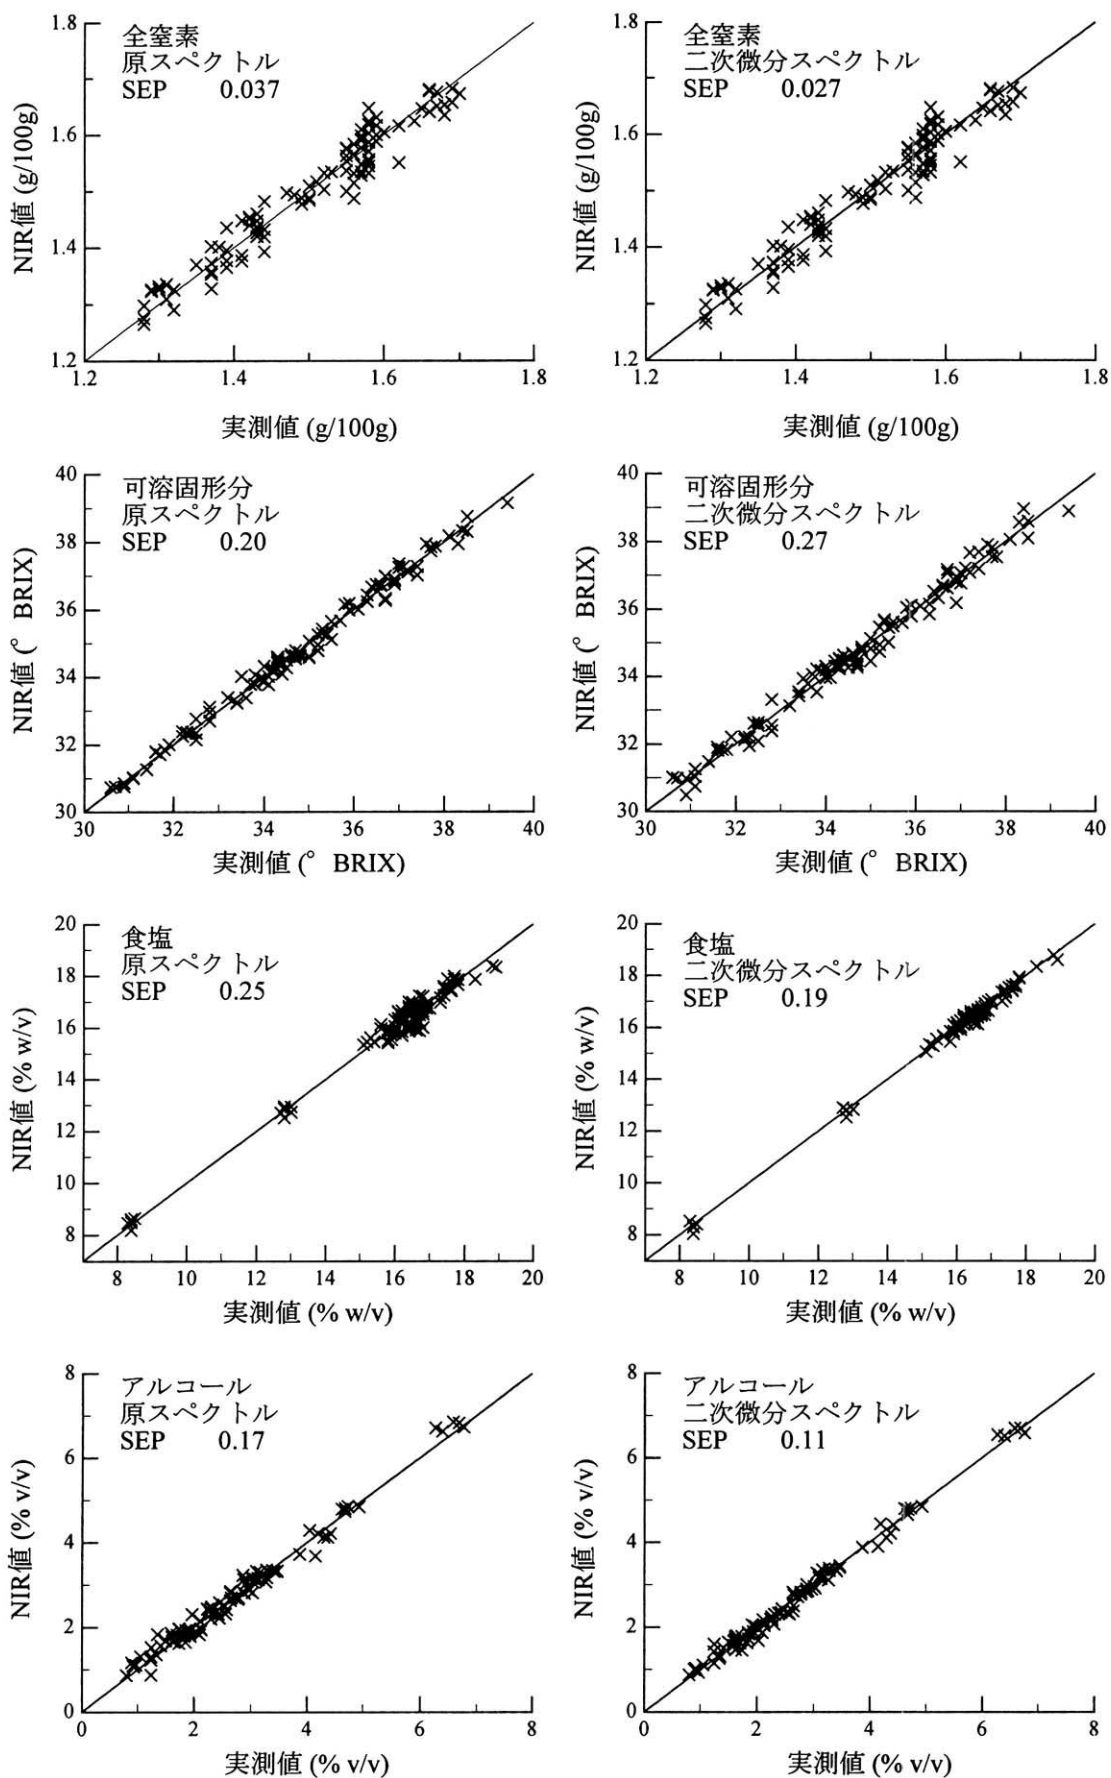 全窒素
原スペクトル
SEP 0.037
NIR値 (g/100g)
1.8
1.6
1.4
1.2
1.2 1.4 1.6 1.8
実測値 (g/100g)
全窒素
二次微分スペクトル
SEP 0.027
NIR値 (g/100g)
1.8
1.6
1.4
1.2
1.2 1.4 1.6 1.8
実測値 (g/100g)
可溶固形分
原スペクトル
SEP 0.20
NIR値 (° BRIX)
40
38
36
34
32
30
30 32 34 36 38 40
実測値 (° BRIX)
可溶固形分
二次微分スペクトル
SEP 0.27
NIR値 (° BRIX)
40
38
36
34
32
30
30 32 34 36 38 40
実測値 (° BRIX)
食塩
原スペクトル
SEP 0.25
NIR値 (% w/v)
20
18
16
14
12
10
8
8 10 12 14 16 18 20
実測値 (% w/v)
食塩
二次微分スペクトル
SEP 0.19
NIR値 (% w/v)
20
18
16
14
12
10
8
8 10 12 14 16 18 20
実測値 (% w/v)
アルコール
原スペクトル
SEP 0.17
NIR値 (% v/v)
8
6
4
2
0
0 2 4 6 8
実測値 (% v/v)
アルコール
二次微分スペクトル
SEP 0.11
NIR値 (% v/v)
8
6
4
2
0
0 2 4 6 8
実測値 (% v/v)